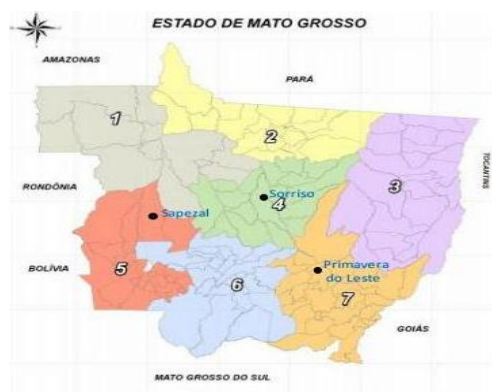 ESTADO DE MATO GROSSO
AMAZONAS
PARÁ
1
2
RONDÔNIA
TOCANTINS
3
Sorriso
4
Sapezal
BOLÍVIA
5
6
Primavera
do Leste
7
GOIÁS
MATO GROSSO DO SUL